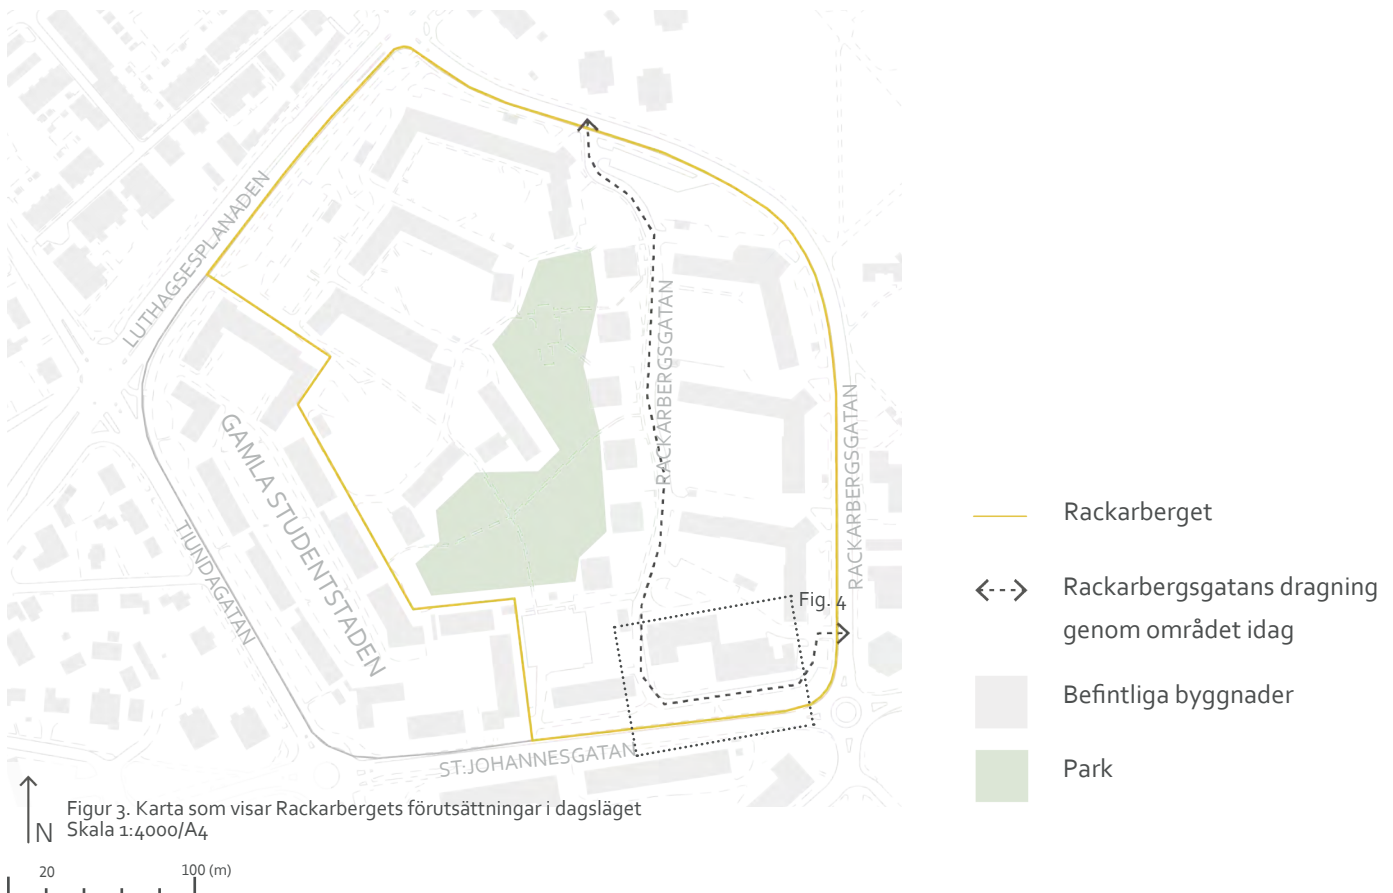 LUTHAGSESPLANADEN
RACKARBERGSGATAN
RACKARBERGSGATAN
GAMLA STUDENTSTADEN
TIUNDAGATAN
Fig. 4
ST:JOHANNESGATAN
Rackarberget
Rackarbergsgatans dragning
genom området idag
Befintliga byggnader
Park
N
Figur 3. Karta som visar Rackarbergets förutsättningar i dagsläget
Skala 1:4000/A4
20
100 (m)